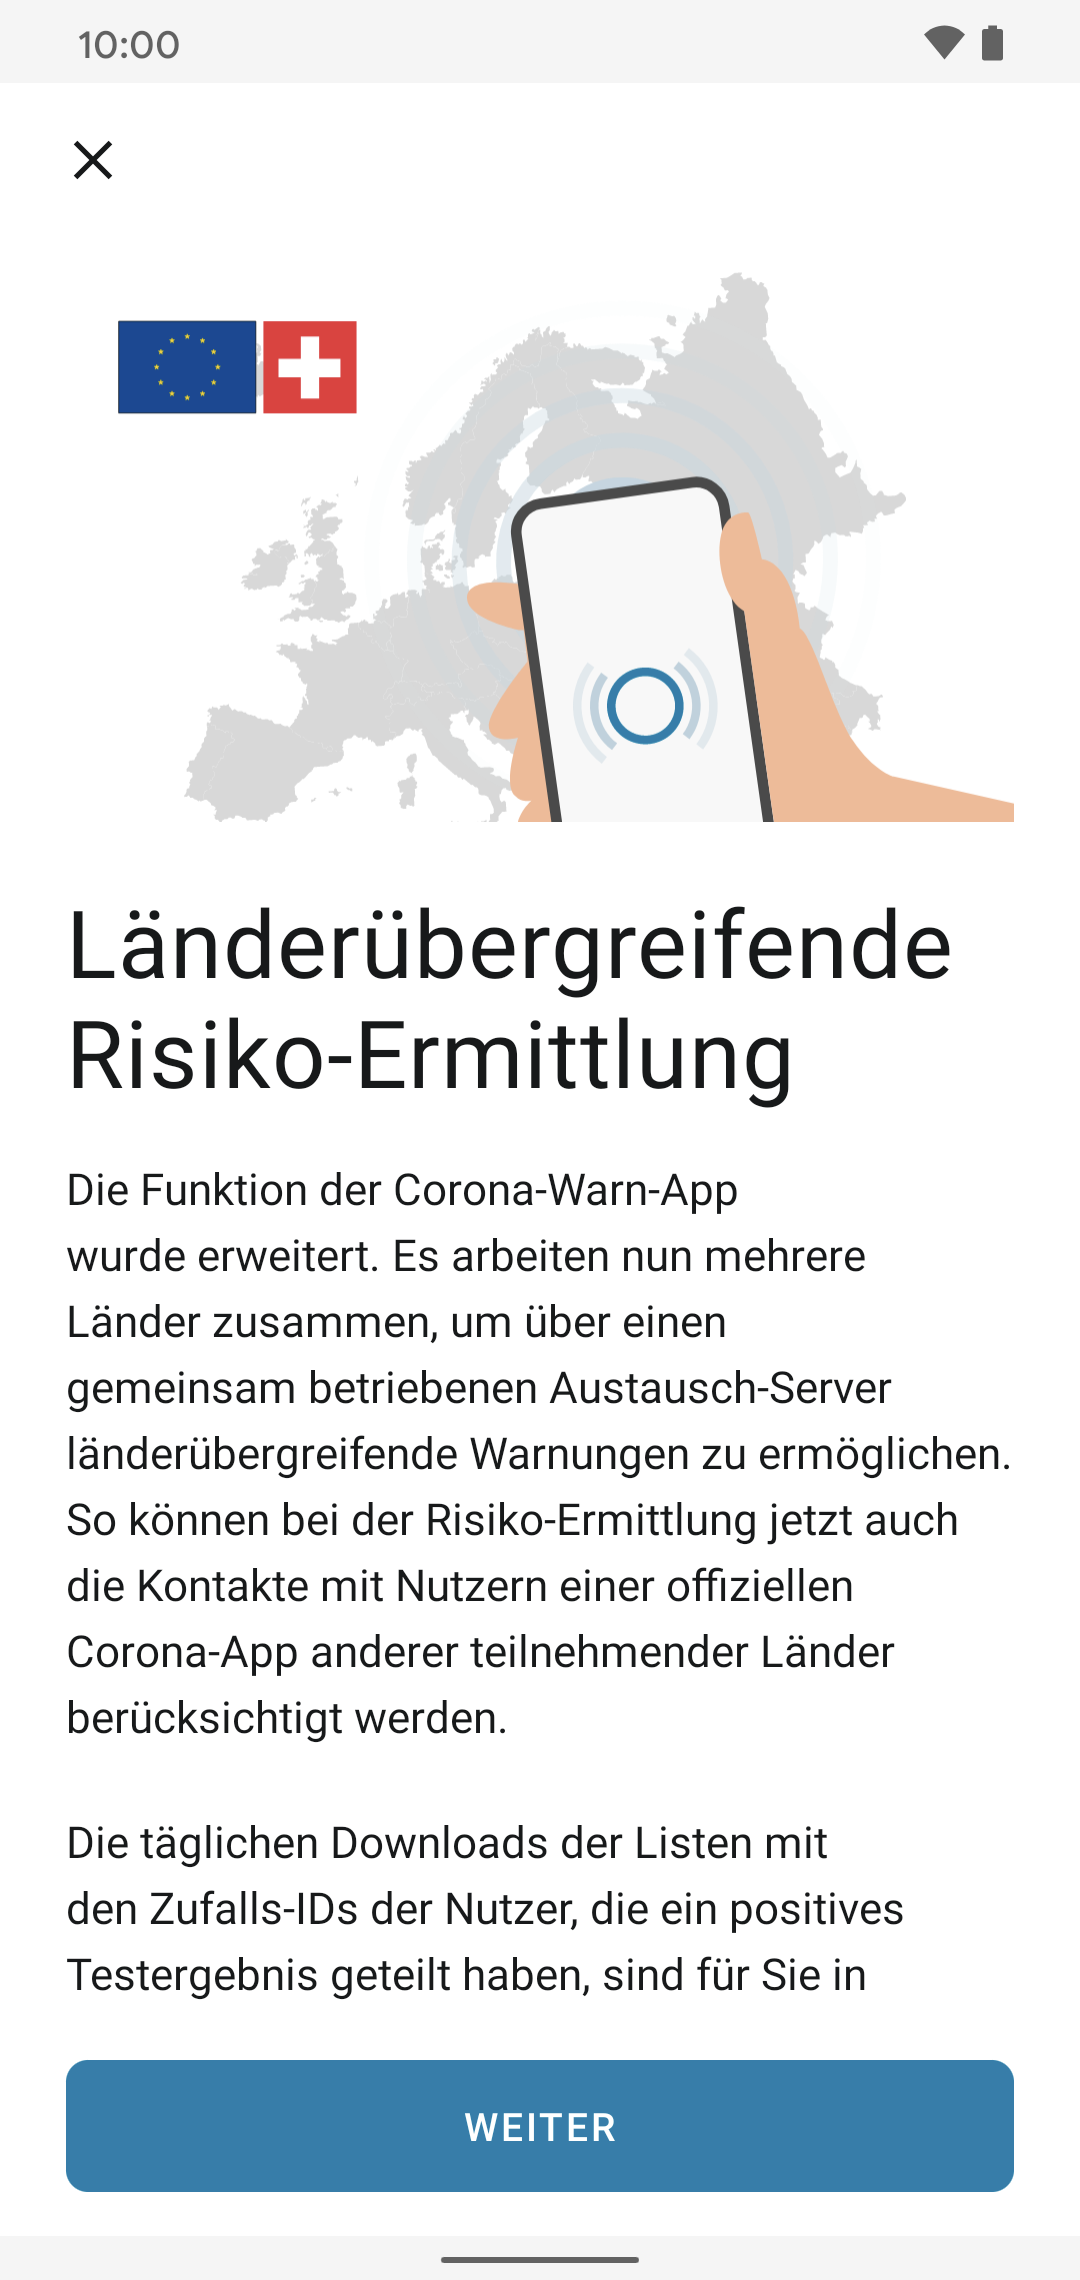 10:00
Länderübergreifende
Risiko-Ermittlung
Die Funktion der Corona-Warn-App
wurde erweitert. Es arbeiten nun mehrere
Länder zusammen, um über einen
gemeinsam betriebenen Austausch-Server
länderübergreifende Warnungen zu ermöglichen.
So können bei der Risiko-Ermittlung jetzt auch
die Kontakte mit Nutzern einer offiziellen
Corona-App anderer teilnehmender Länder
berücksichtigt werden.
Die täglichen Downloads der Listen mit
den Zufalls-IDs der Nutzer, die ein positives
Testergebnis geteilt haben, sind für Sie in
WEITER